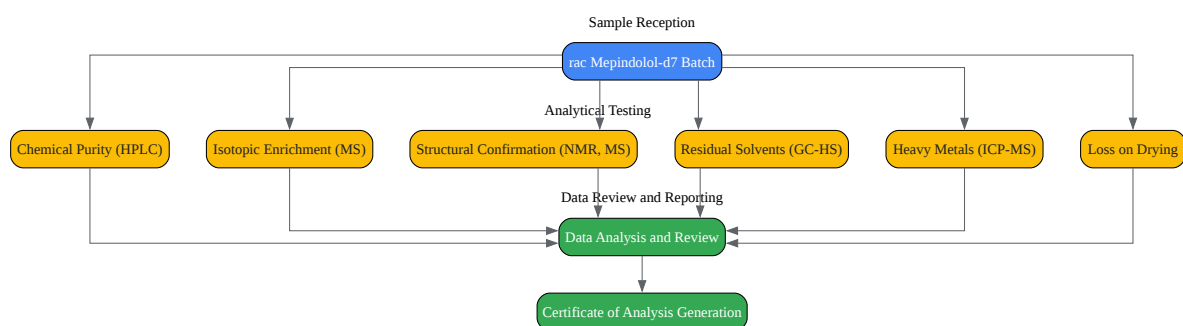 Sample Reception
rac Mepindolol-d7 Batch
Analytical Testing
Chemical Purity (HPLC)
Isotopic Enrichment (MS)
Structural Confirmation (NMR, MS)
Residual Solvents (GC-HS)
Heavy Metals (ICP-MS)
Loss on Drying
Data Review and Reporting
Data Analysis and Review
Certificate of Analysis Generation